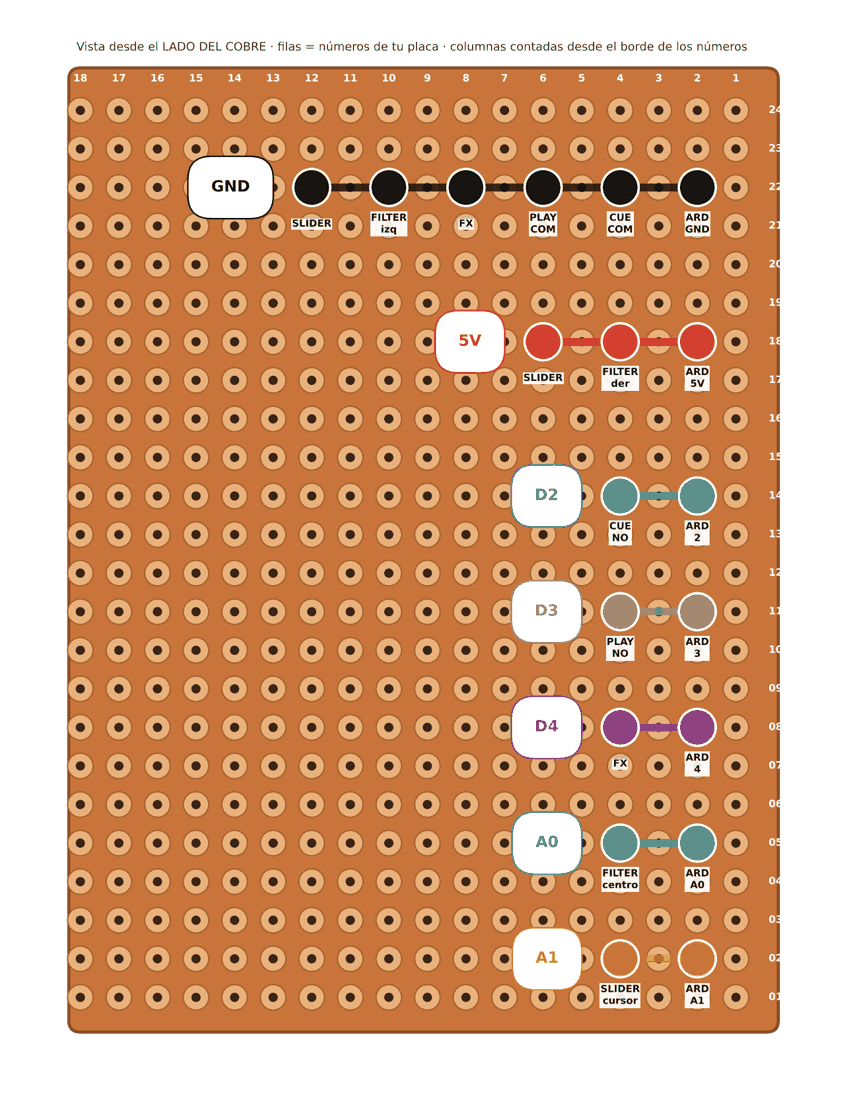 Vista desde el LADO DEL COBRE · filas = números de tu placa · columnas contadas desde el borde de los números
18 17 16 15 14 13 12 11 10 9 8 7 6 5 4 3 2 1
24
23
GND
22
SLIDER FILTER FX PLAY CUE ARD
izq COM COM GND
21
20
19
5V
18
SLIDER FILTER ARD
der 5V
17
16
15
D2
14
CUE ARD
NO 2
13
12
D3
11
PLAY ARD
NO 3
10
09
D4
08
FX ARD
4
07
06
A0
05
FILTER ARD
centro A0
04
03
A1
02
SLIDER ARD
cursor A1
01